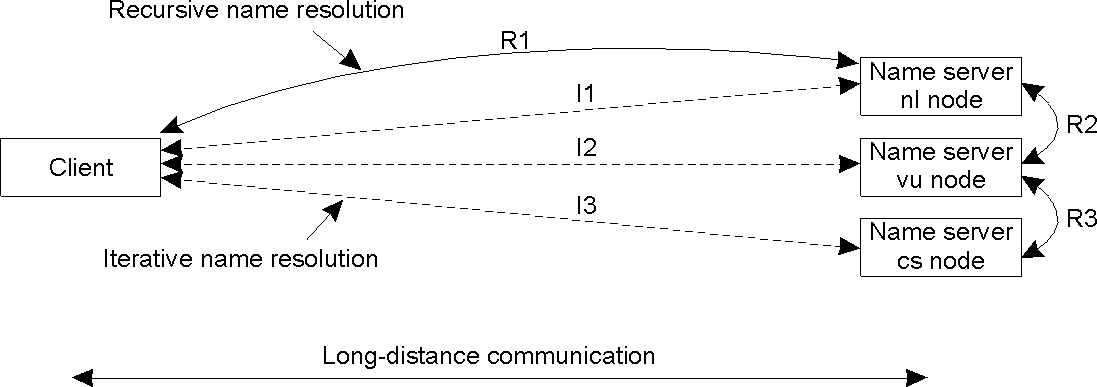 Recursive name resolution
R1
Name server
nl node
I1
R2
Client
I2
Name server
vu node
I3
R3
Name server
cs node
Iterative name resolution
Long-distance communication